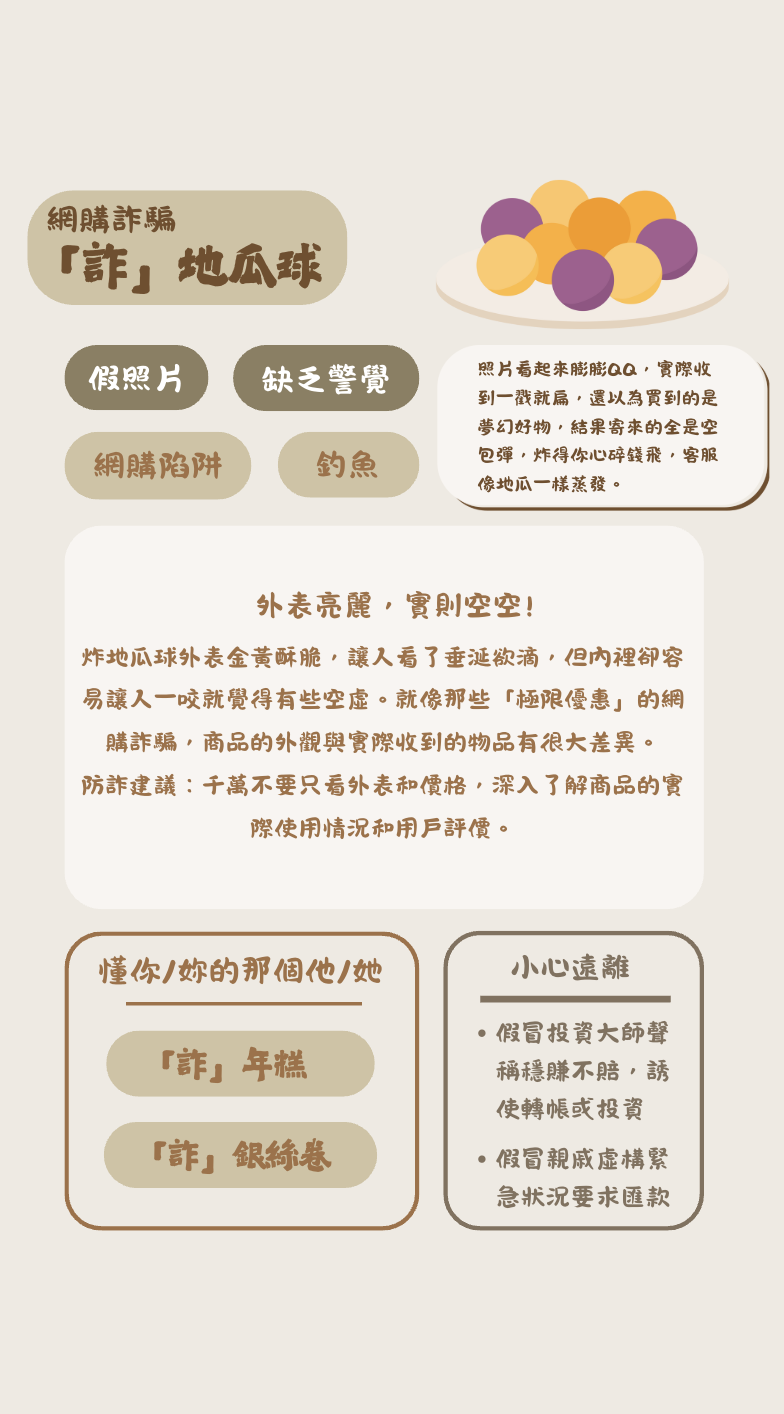 網購詐騙
「詐」地瓜球
假照片
缺乏警覺
網購陷阱
釣魚
照片看起來膨膨QQ，實際收
到一戳就扁，還以為買到的是
夢幻好物，結果寄來的全是空
包彈，炸得你心碎錢飛，客服
像地瓜一樣蒸發。
外表亮麗，實則空空！
炸地瓜球外表金黃酥脆，讓人看了垂涎欲滴，但內裡卻容
易讓人一咬就覺得有些空虛。就像那些「極限優惠」的網
購詐騙，商品的外觀與實際收到的物品有很大差異。
防詐建議：千萬不要只看外表和價格，深入了解商品的實
際使用情況和用戶評價。
懂你/妳的那個他/她
「詐」年糕
「詐」銀絲卷
小心遠離
• 假冒投資大師聲
稱穩賺不賠，誘
使轉帳或投資
• 假冒親戚虛構緊
急狀況要求匯款